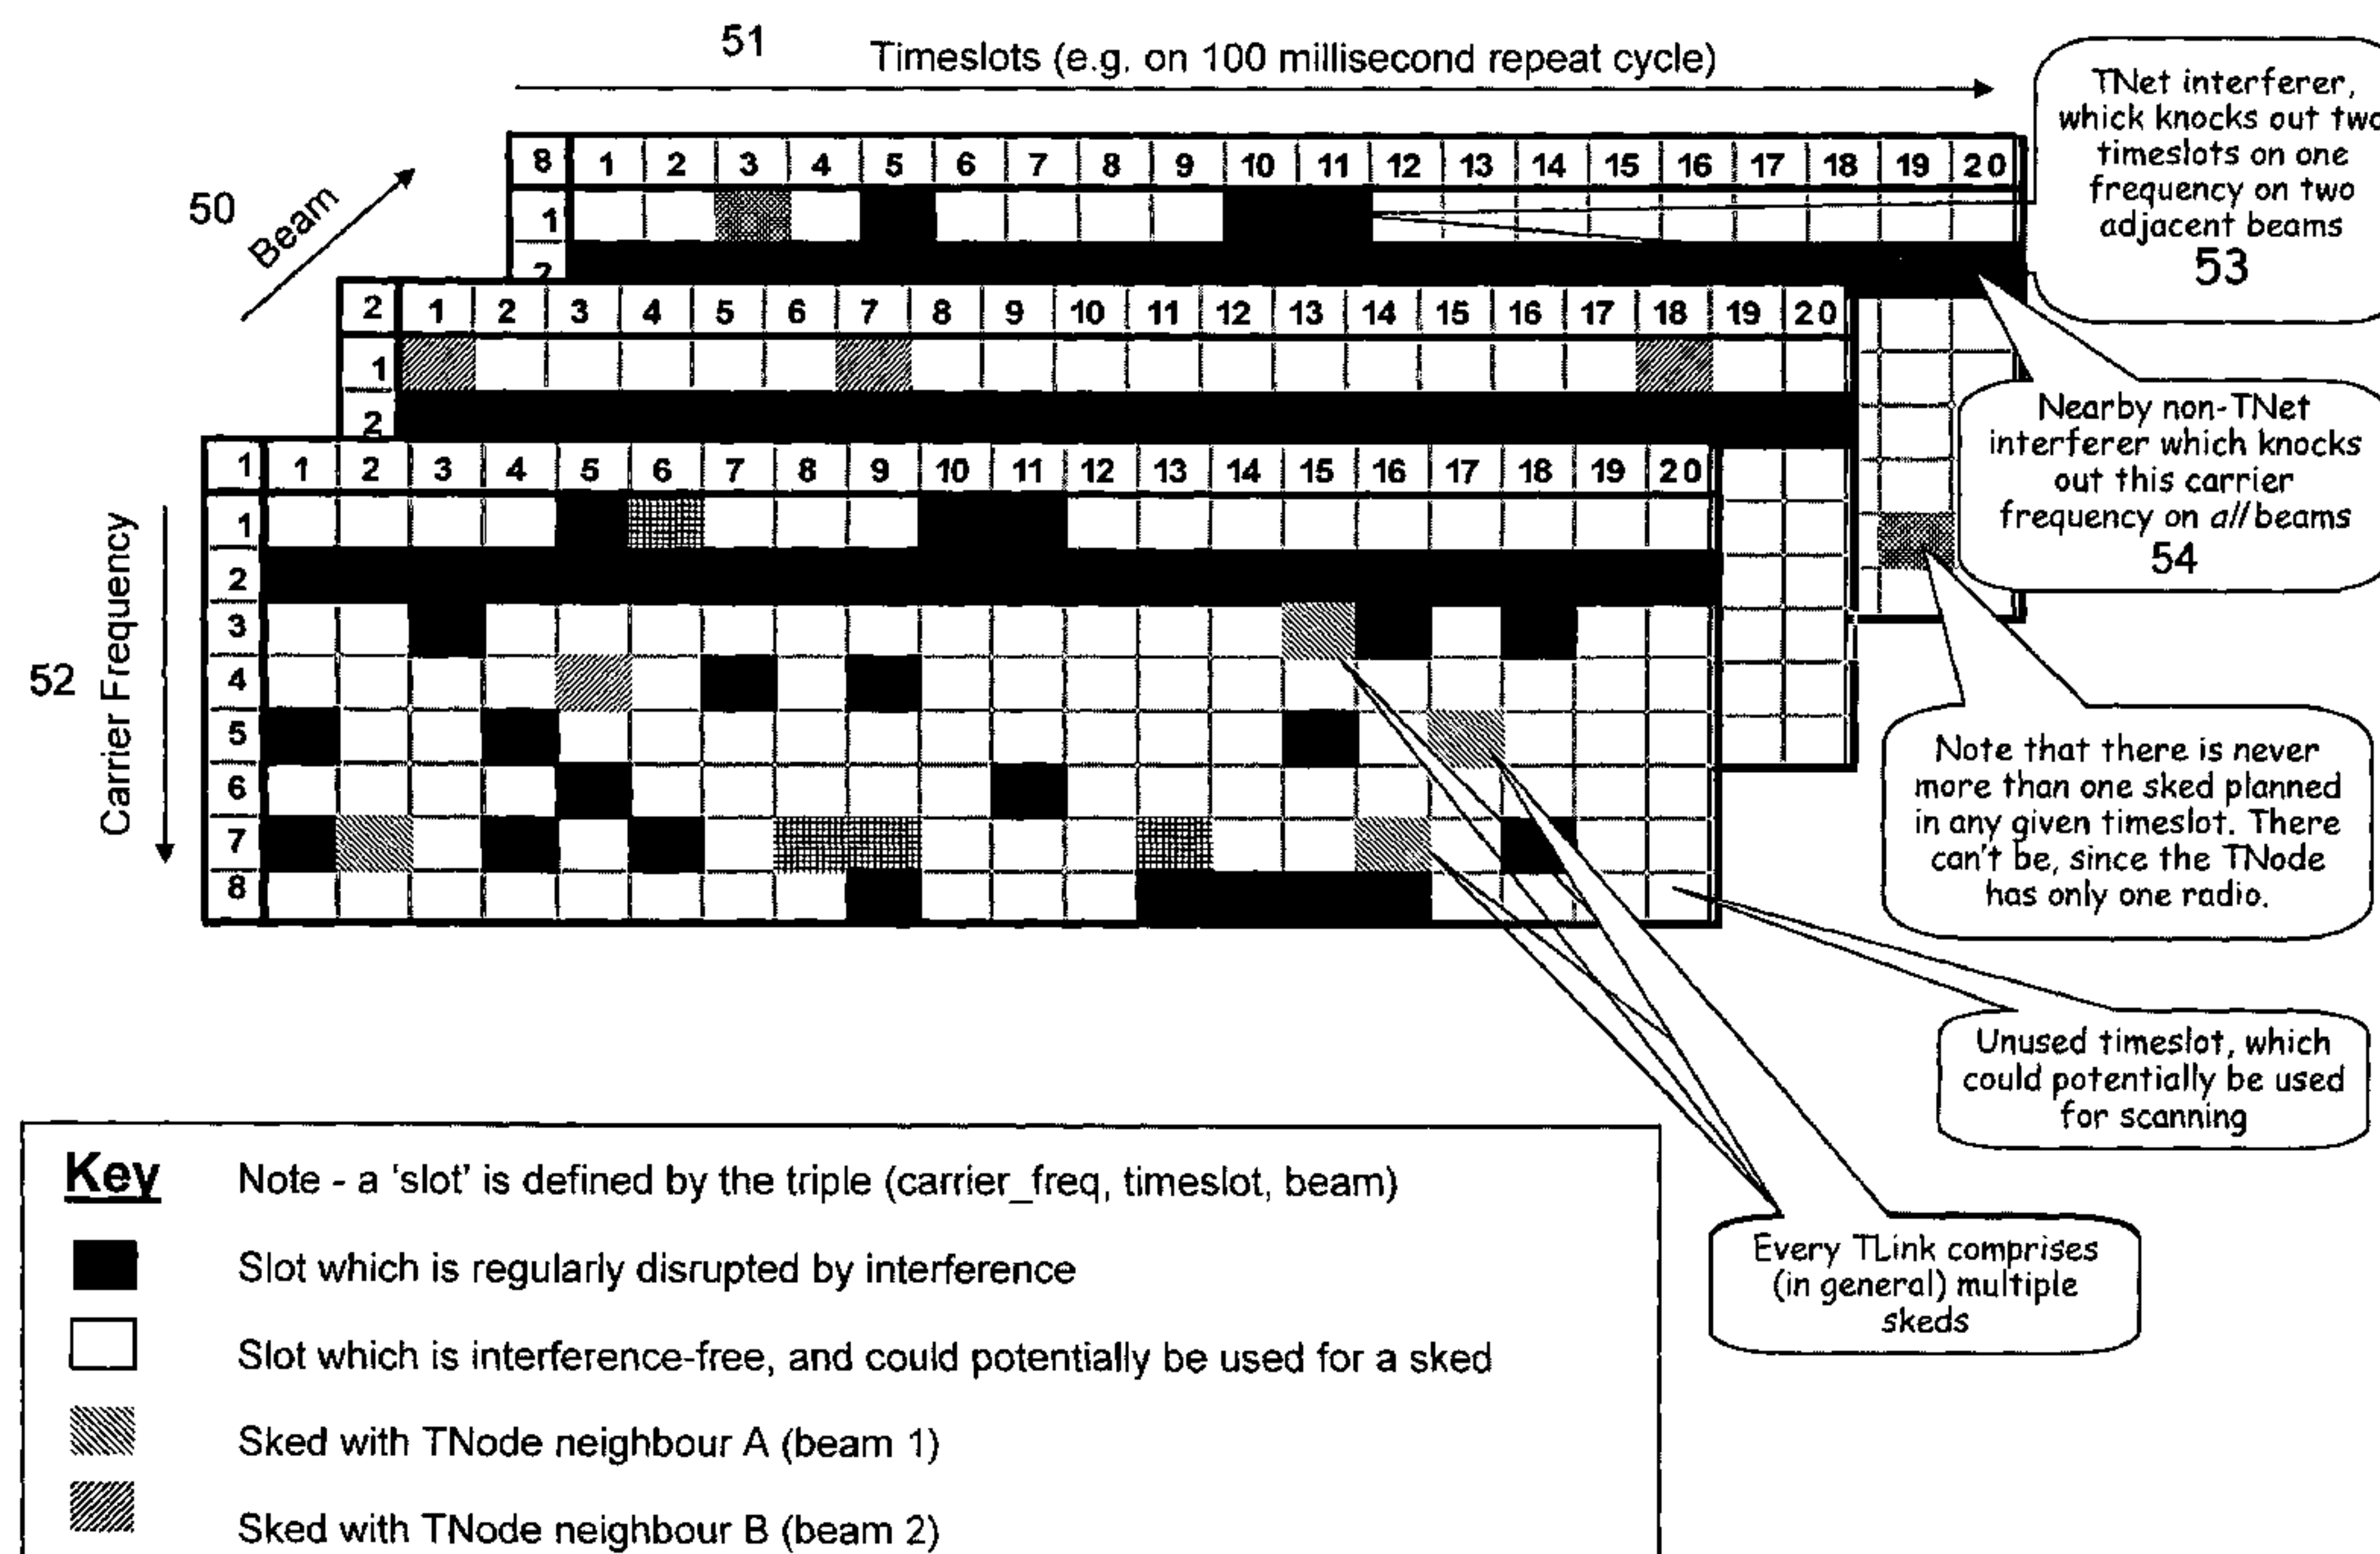 51
Timeslots (e.g. on 100 millisecond repeat cycle)
50
Beam
8 1 2 3 4 5 6 7 8 9 10 11 12 13 14 15 16 17 18 19 20
1
2
2 1 2 3 4 5 6 7 8 9 10 11 12 13 14 15 16 17 18 19 20
1
2
1 1 2 3 4 5 6 7 8 9 10 11 12 13 14 15 16 17 18 19 20
1
2
3
4
5
6
7
8
52
Carrier Frequency
TNet interferer,
whick knocks out two
timeslots on one
frequency on two
adjacent beams
53
Nearby non-TNet
interferer which knocks
out this carrier
frequency on all beams
54
Note that there is never
more than one sked planned
in any given timeslot. There
can't be, since the TNode
has only one radio.
Unused timeslot, which
could potentially be used
for scanning
Every TLink comprises
(in general) multiple
skeds
Key
Note - a 'slot' is defined by the triple (carrier_freq, timeslot, beam)
Slot which is regularly disrupted by interference
Slot which is interference-free, and could potentially be used for a sked
Sked with TNode neighbour A (beam 1)
Sked with TNode neighbour B (beam 2)